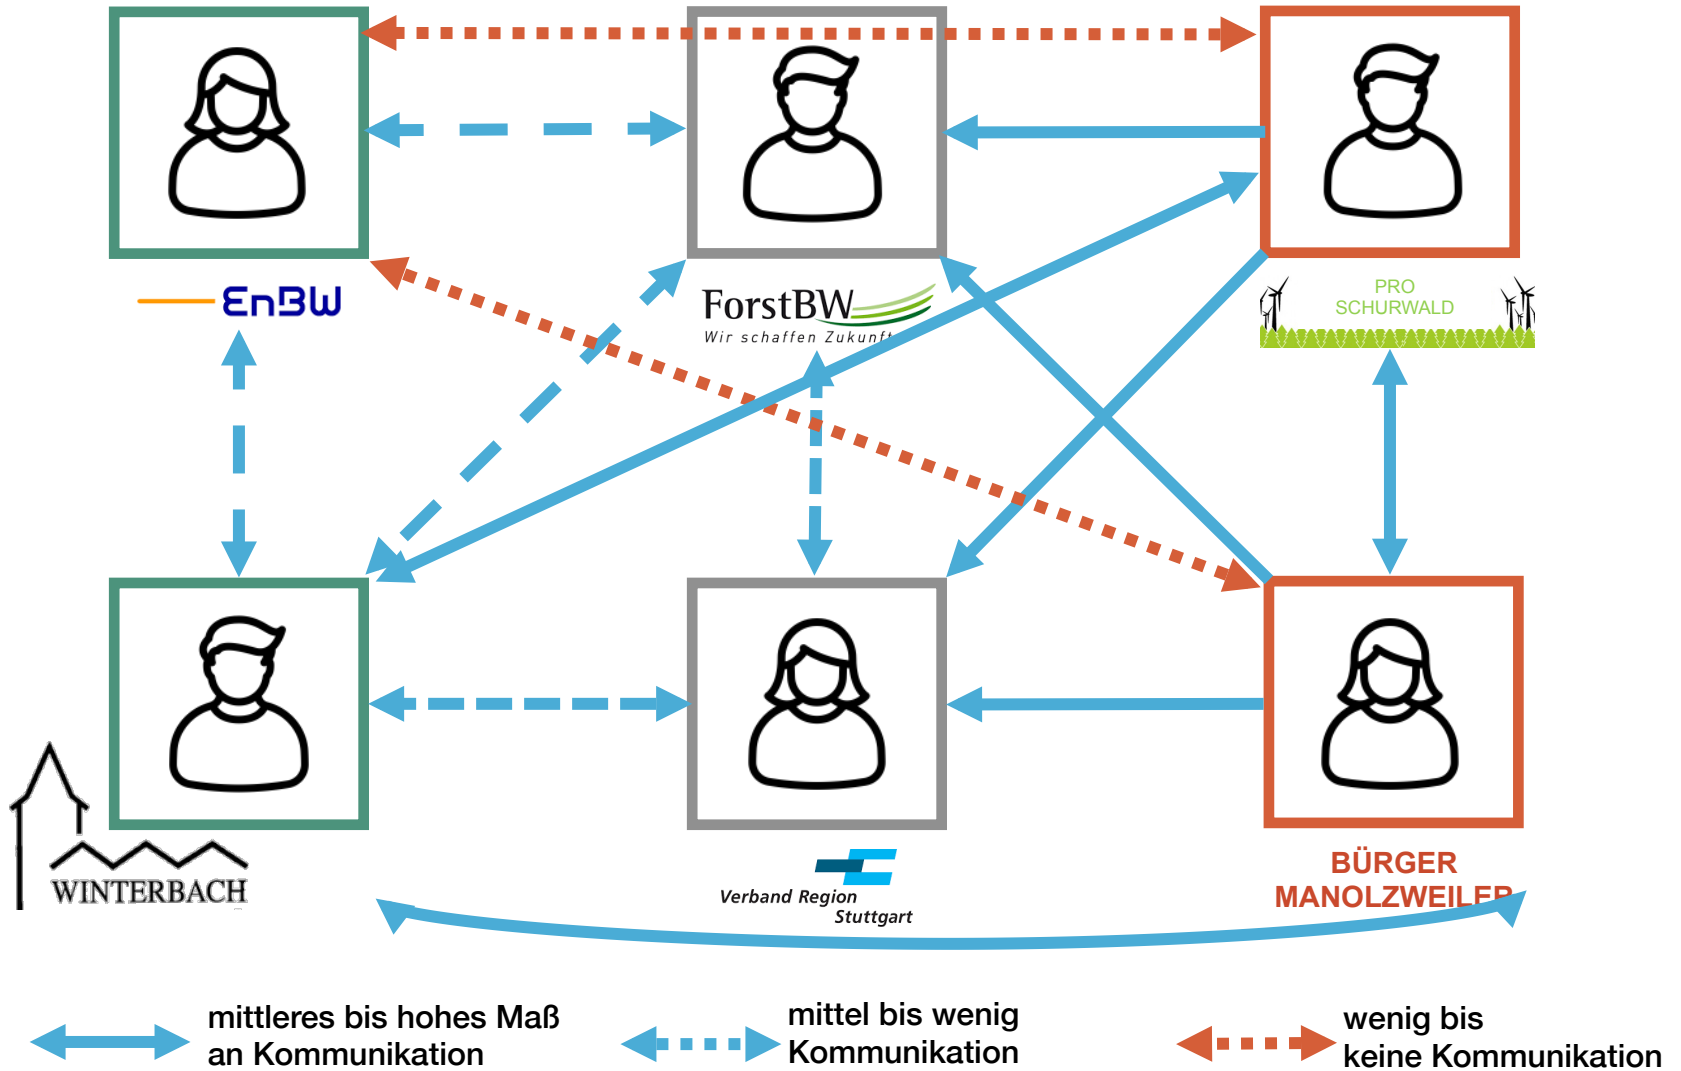 EnBW
ForstBW
Wir schaffen Zukunft
PRO
SCHURWALD
WINTERBACH
Verband Region
Stuttgart
BÜRGER
MANOLZWEILER
mittleres bis hohes Maß
an Kommunikation
mittel bis wenig
Kommunikation
wenig bis
keine Kommunikation